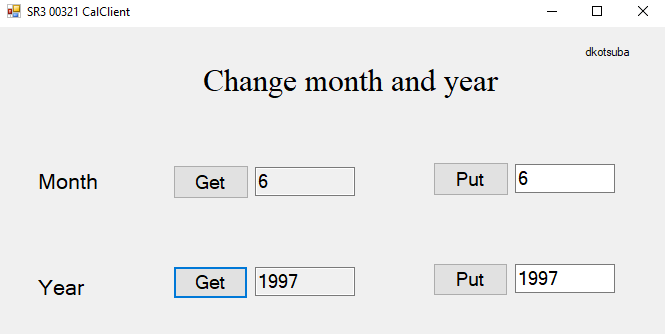 SR3 00321 CalClient
dkotsuba
Change month and year
Month Get 6 Put 6
Year Get 1997 Put 1997